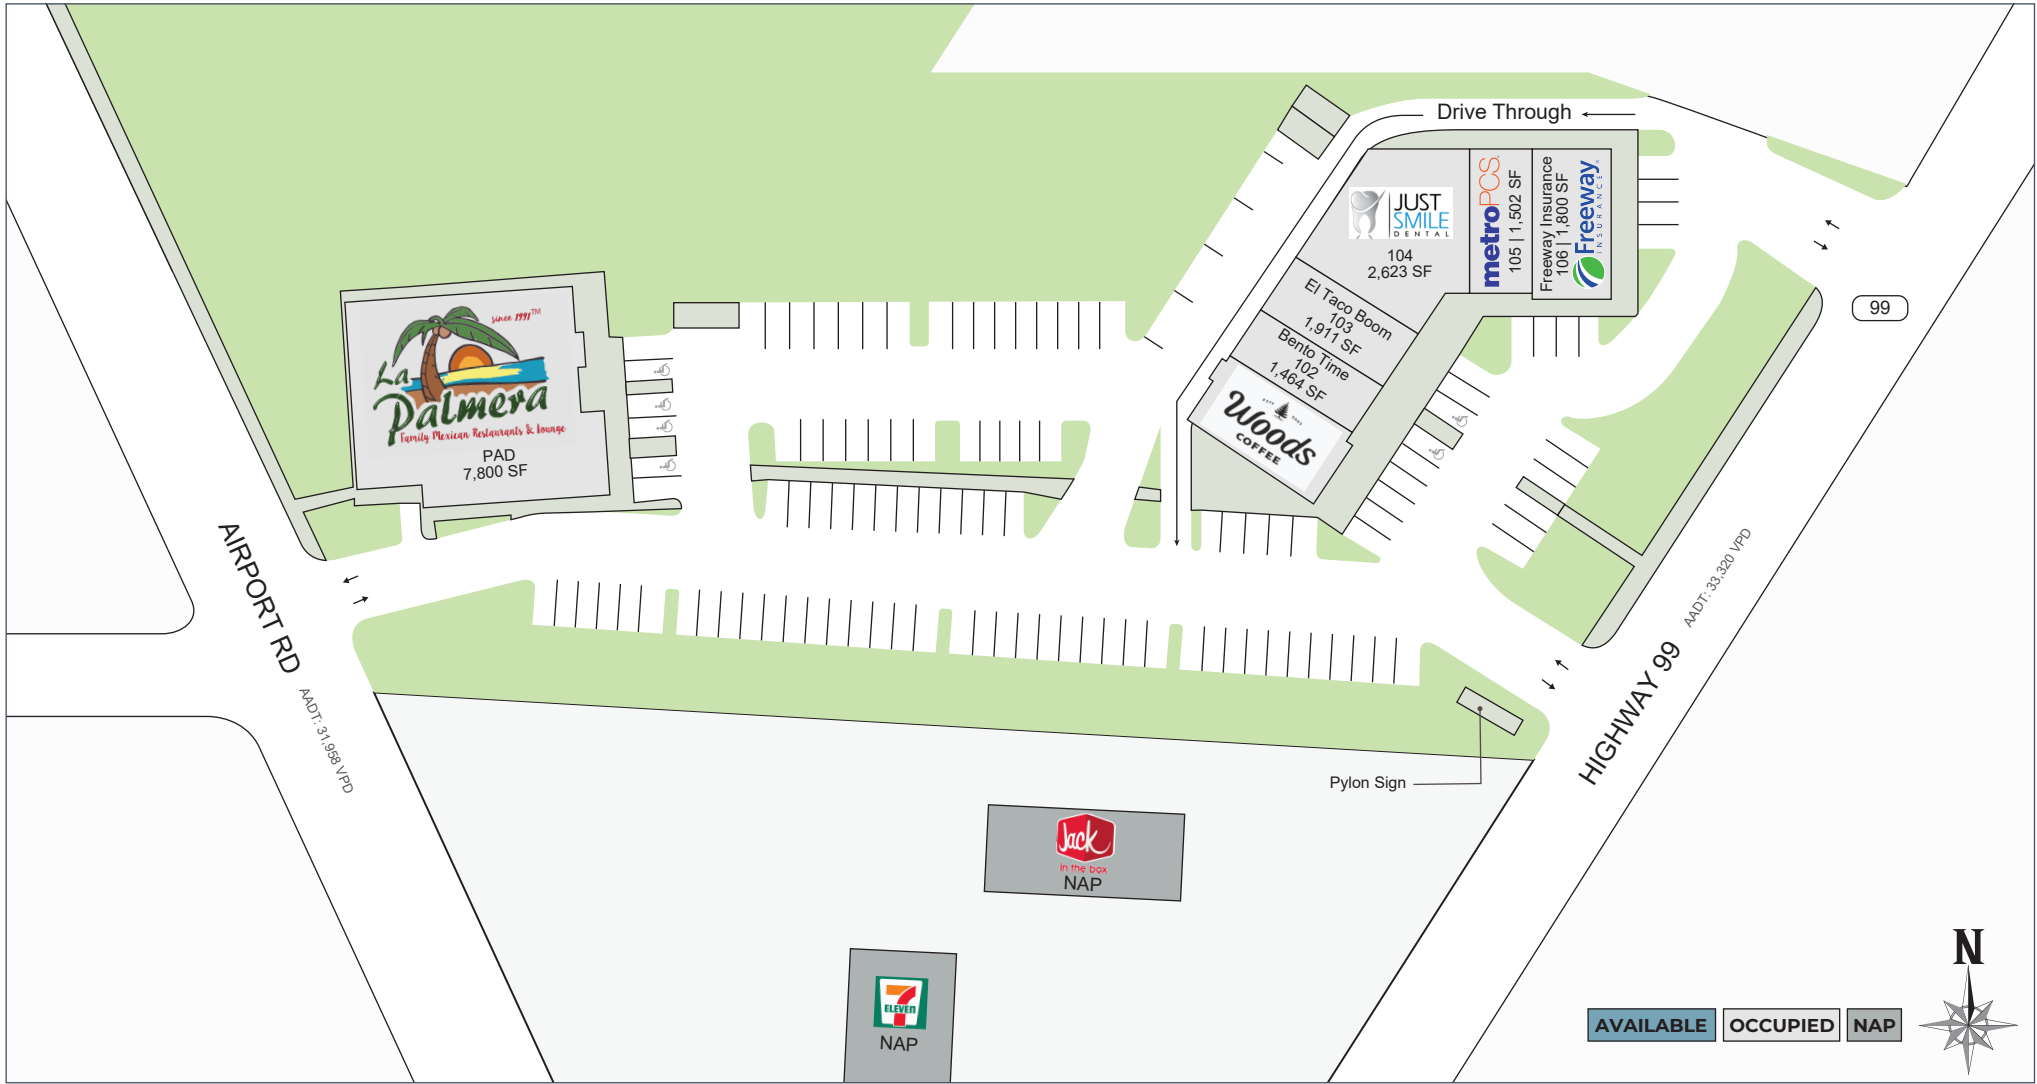 Drive Through
JUST
SMILE
DENTAL
104
2,623 SF
metroPCS.
105 | 1,502 SF
Freeway Insurance
106 | 1,800 SF
Freeway
INSURANCE
El Taco Boom
103
1,911 SF
Bento Time
102
1,464 SF
Woods
COFFEE
since 1991™
La
Palmera
Family Mexican Restaurants & Lounge
PAD
7,800 SF
99
AIRPORT RD
AADT: 31,958 VPD
HIGHWAY 99
AADT: 33,320 VPD
Pylon Sign
Jack
in the box
NAP
7
ELEVEN
NAP
N
AVAILABLE
OCCUPIED
NAP